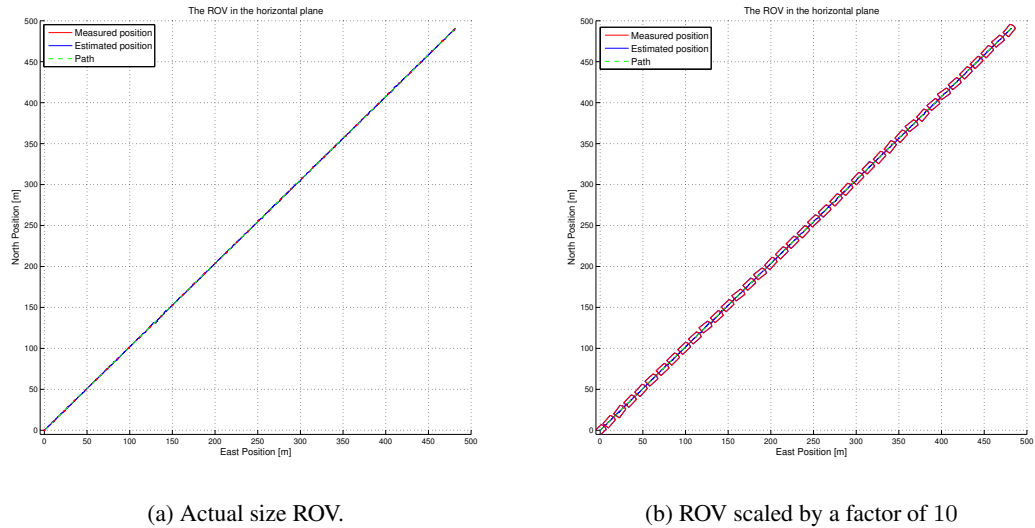 The ROV in the horizontal plane
Measured position
Estimated position
Path
North Position [m]
500
450
400
350
300
250
200
150
100
50
0
0 50 100 150 200 250 300 350 400 450 500
East Position [m]
(a) Actual size ROV.
The ROV in the horizontal plane
Measured position
Estimated position
Path
North Position [m]
500
450
400
350
300
250
200
150
100
50
0
0 50 100 150 200 250 300 350 400 450 500
East Position [m]
(b) ROV scaled by a factor of 10